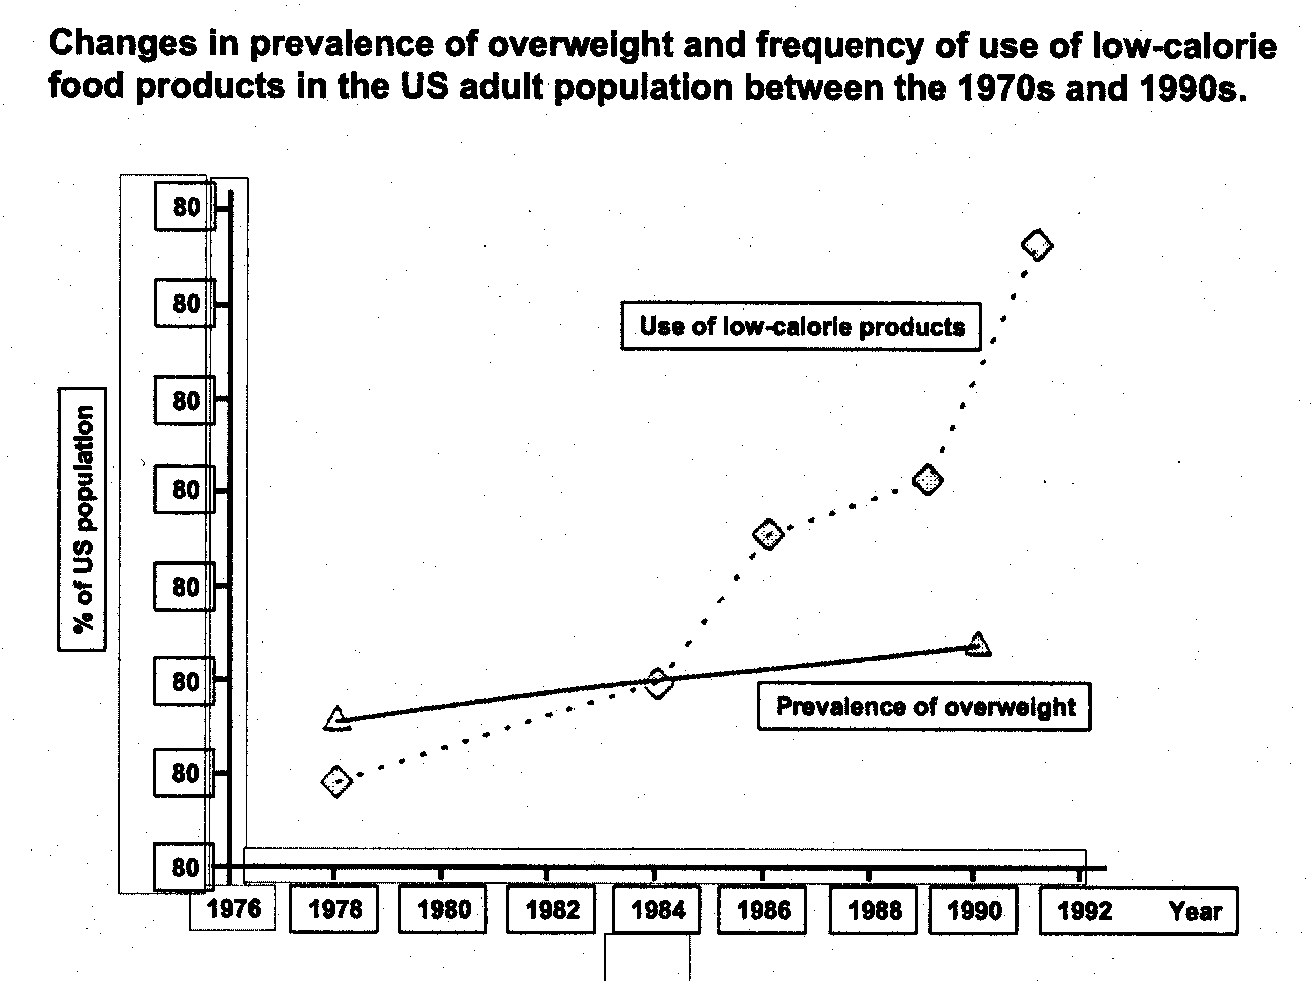 Changes in prevalence of overweight and frequency of use of low-calorie
food products in the US adult population between the 1970s and 1990s.
80
80
Use of low-calorie products
80
80
% of US population
80
80
Prevalence of overweight
80
80
1976 1978 1980 1982 1984 1986 1988 1990 1992 Year